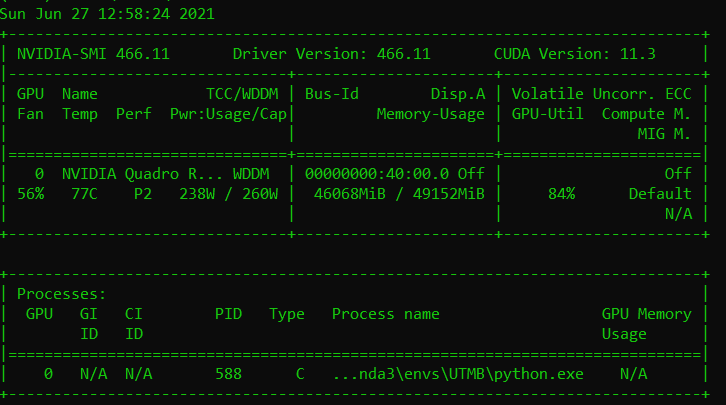 Sun Jun 27 12:58:24 2021
+-----------------------------------------------------------------------------+
| NVIDIA-SMI 466.11       Driver Version: 466.11       CUDA Version: 11.3     |
|-------------------------------+----------------------+----------------------+
| GPU  Name            TCC/WDDM | Bus-Id        Disp.A | Volatile Uncorr. ECC |
| Fan  Temp  Perf  Pwr:Usage/Cap|         Memory-Usage | GPU-Util  Compute M. |
|                               |                      |               MIG M. |
|===============================+======================+======================|
|   0  NVIDIA Quadro R... WDDM  | 00000000:40:00.0 Off |                  Off |
| 56%   77C    P2   238W / 260W |  46068MiB / 49152MiB |     84%      Default |
|                               |                      |                  N/A |
+-------------------------------+----------------------+----------------------+
+-----------------------------------------------------------------------------+
| Processes:                                                                  |
|  GPU   GI   CI        PID   Type   Process name                  GPU Memory |
|        ID   ID                                                   Usage      |
|=============================================================================|
|    0   N/A  N/A       588      C   ...nda3\envs\UTMB\python.exe    N/A      |
+-----------------------------------------------------------------------------+